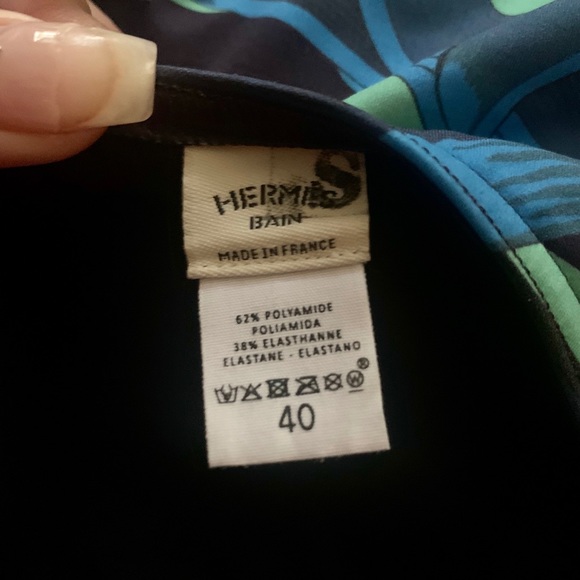 S
HERMES
BAIN
MADE IN FRANCE
62% POLYAMIDE
POLIAMIDA
38% ELASTHANNE
ELASTANE - ELASTANO
W ®
40